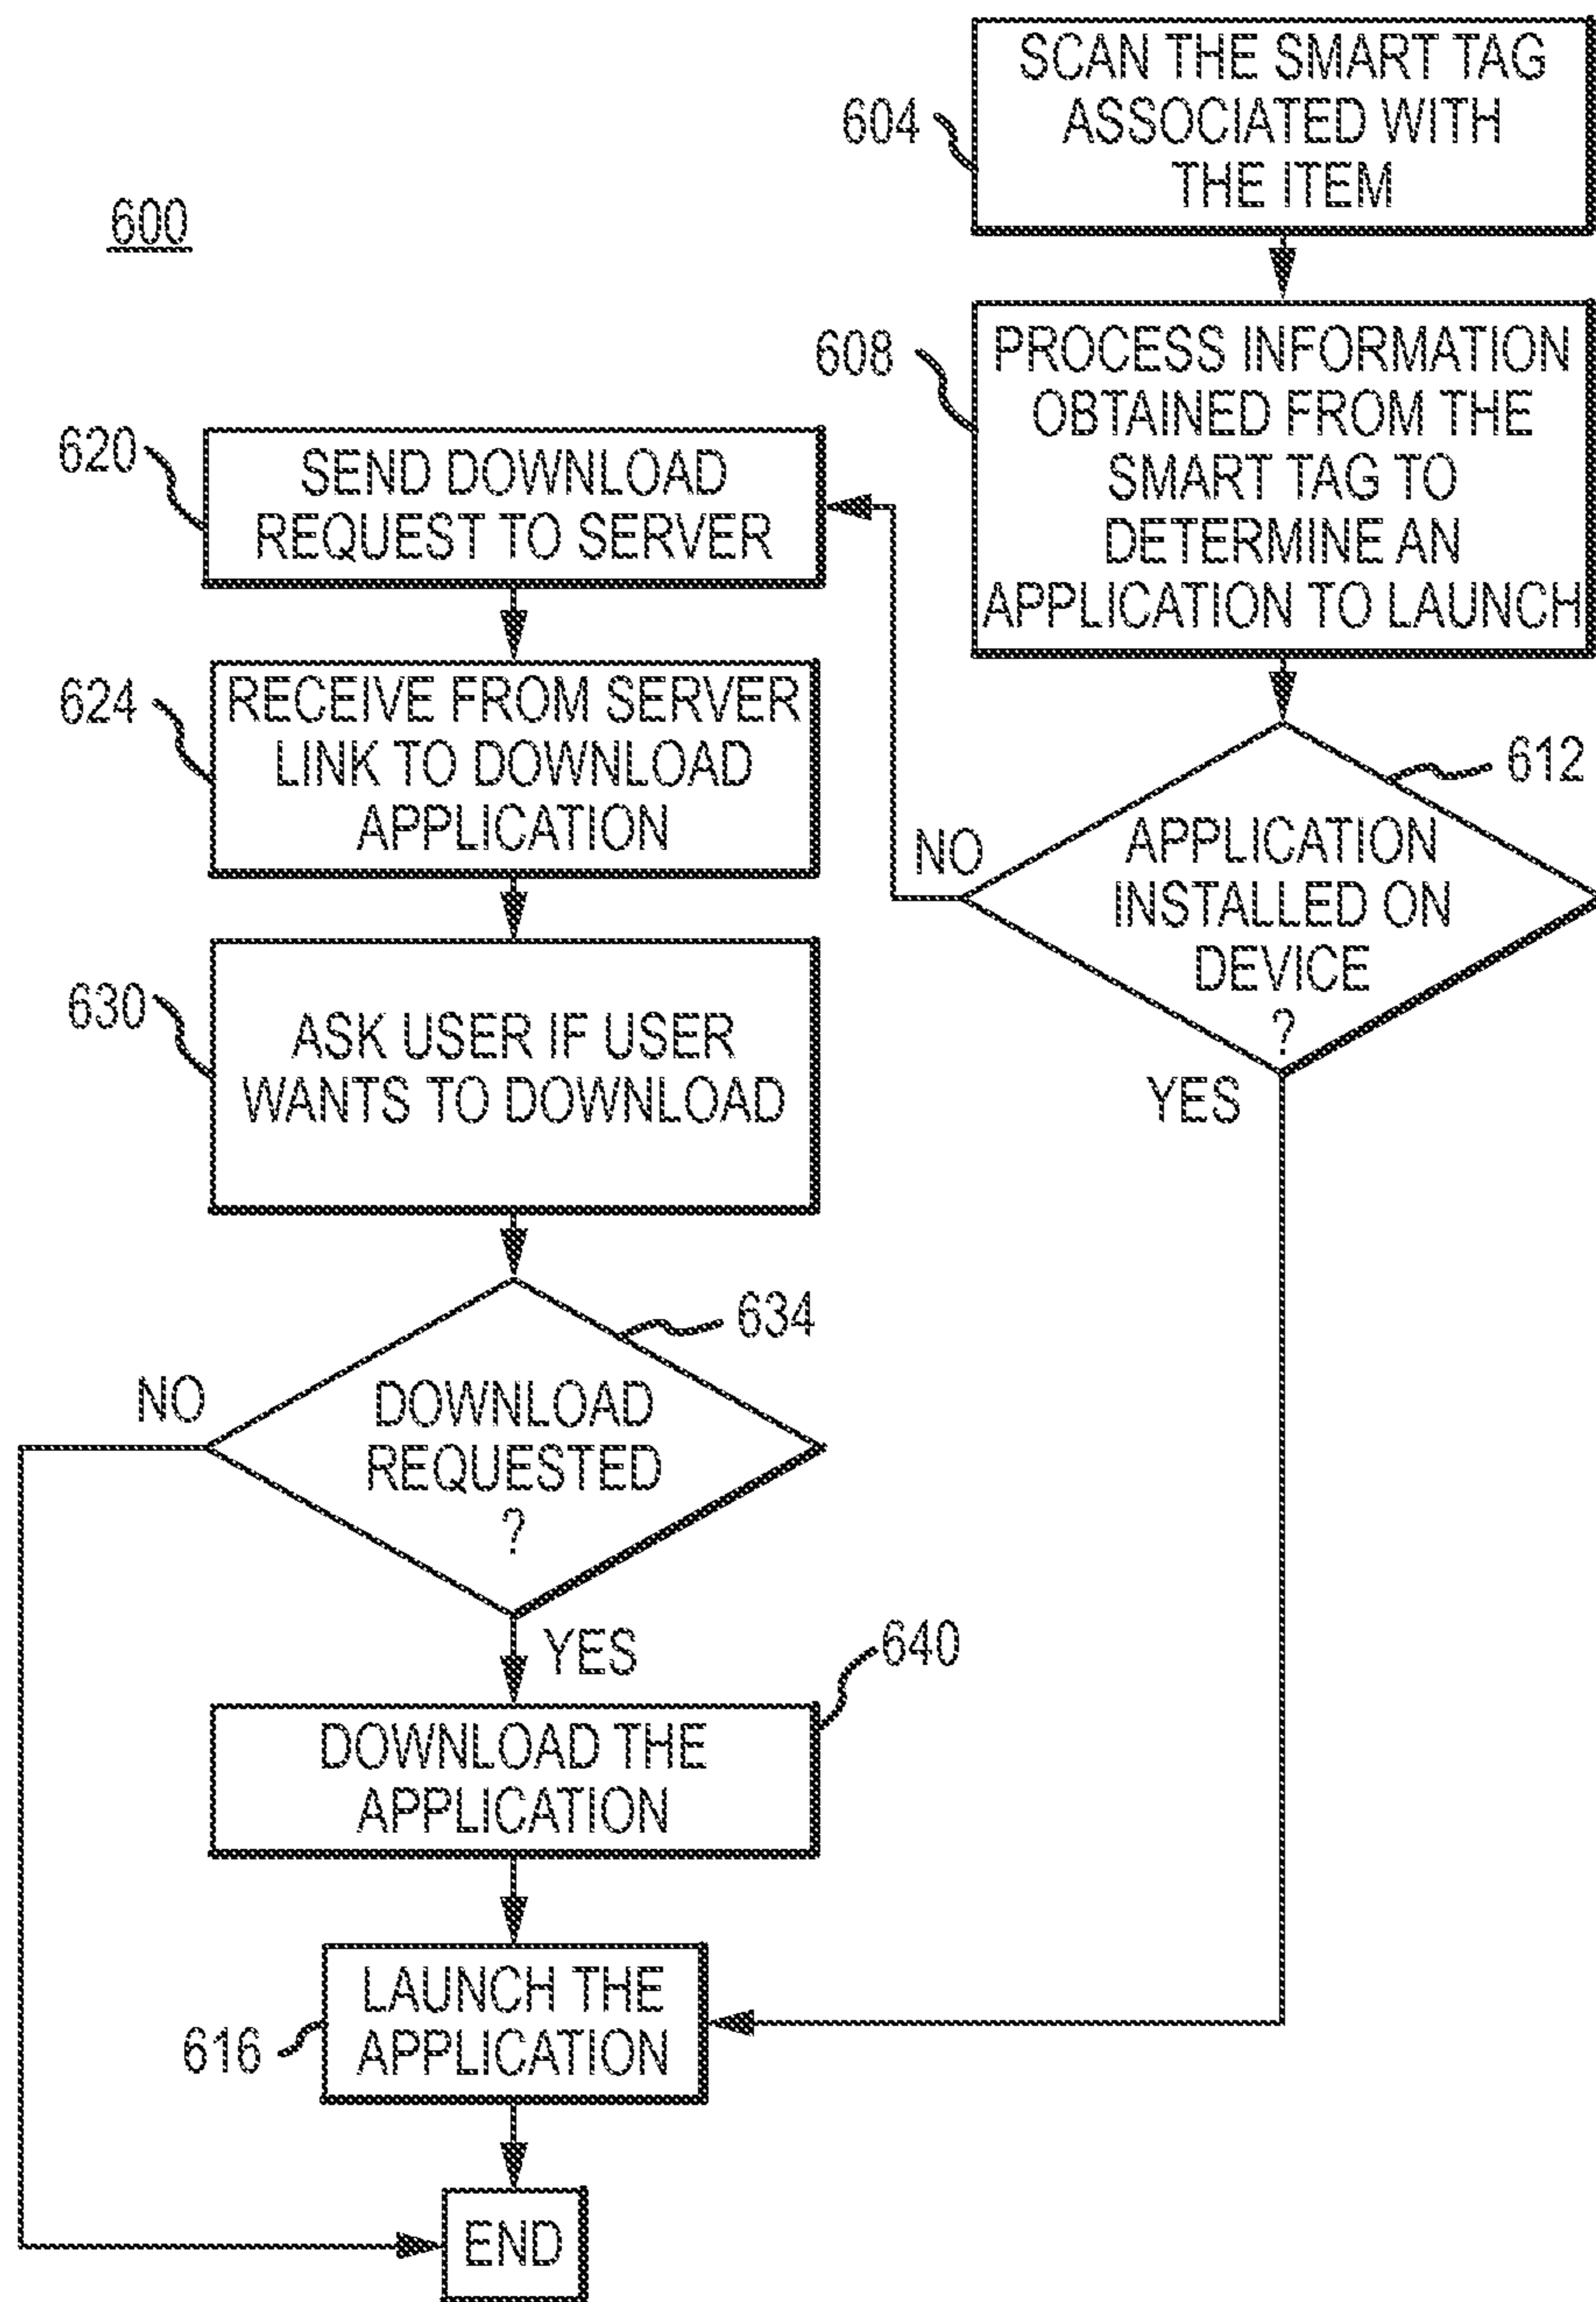 600
604
SCAN THE SMART TAG
ASSOCIATED WITH
THE ITEM
608
PROCESS INFORMATION
OBTAINED FROM THE
SMART TAG TO
DETERMINE AN
APPLICATION TO LAUNCH
612
APPLICATION
INSTALLED ON
DEVICE
?
NO
YES
620
SEND DOWNLOAD
REQUEST TO SERVER
624
RECEIVE FROM SERVER
LINK TO DOWNLOAD
APPLICATION
630
ASK USER IF USER
WANTS TO DOWNLOAD
634
DOWNLOAD
REQUESTED
?
NO
YES
640
DOWNLOAD THE
APPLICATION
616
LAUNCH THE
APPLICATION
END